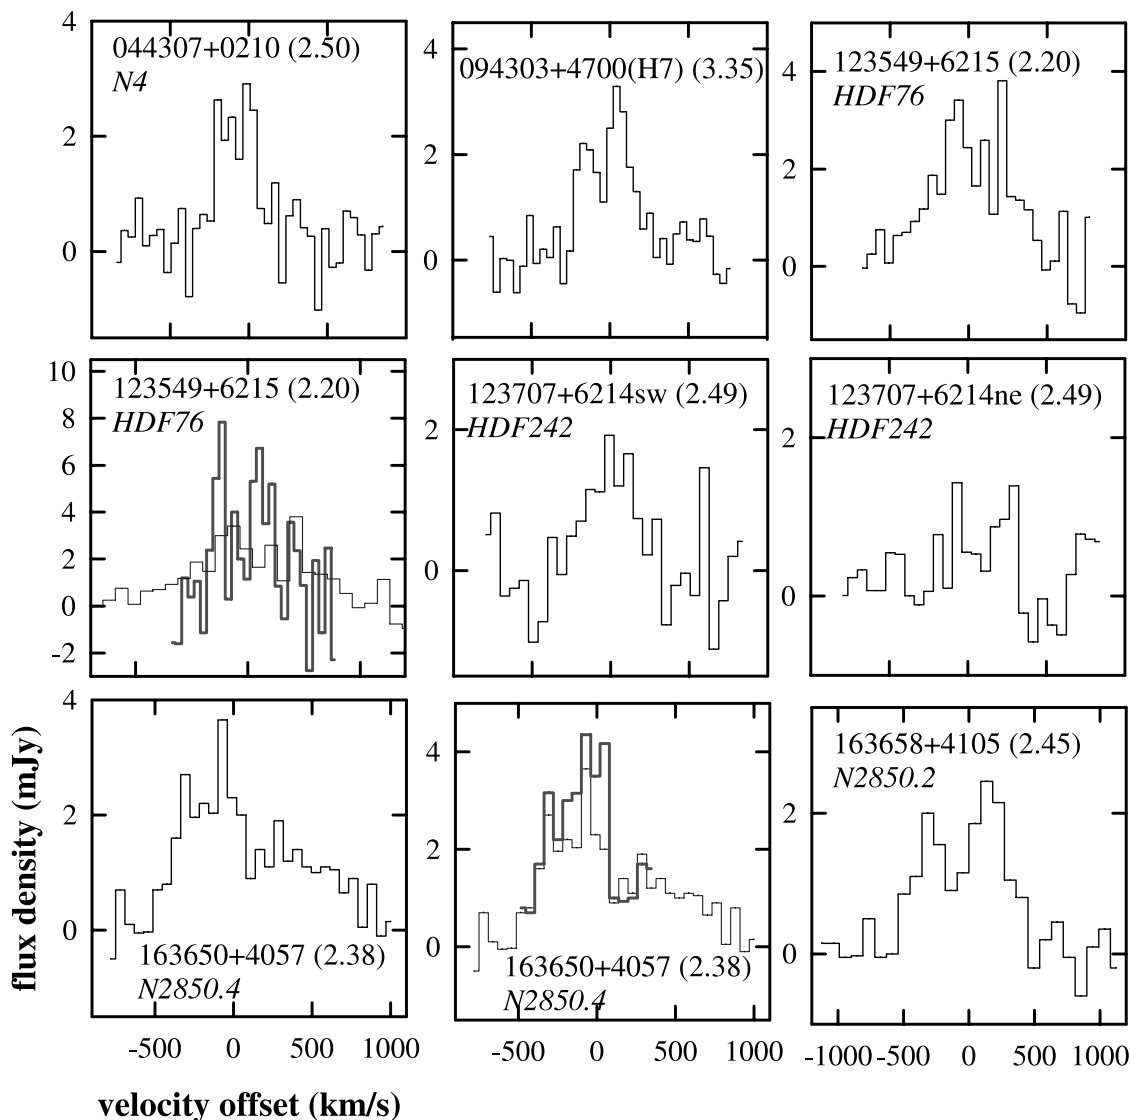 4
2
0
044307+0210 (2.50)
N4
4
2
0
094303+4700(H7) (3.35)
4
2
0
123549+6215 (2.20)
HDF76
10
8
6
4
2
0
-2
123549+6215 (2.20)
HDF76
2
0
123707+6214sw (2.49)
HDF242
2
0
123707+6214ne (2.49)
HDF242
4
2
0
163650+4057 (2.38)
N2850.4
4
2
0
163650+4057 (2.38)
N2850.4
2
0
163658+4105 (2.45)
N2850.2
-500 0 500 1000
-500 0 500 1000
-1000 -500 0 500 1000
flux density (mJy)
velocity offset (km/s)